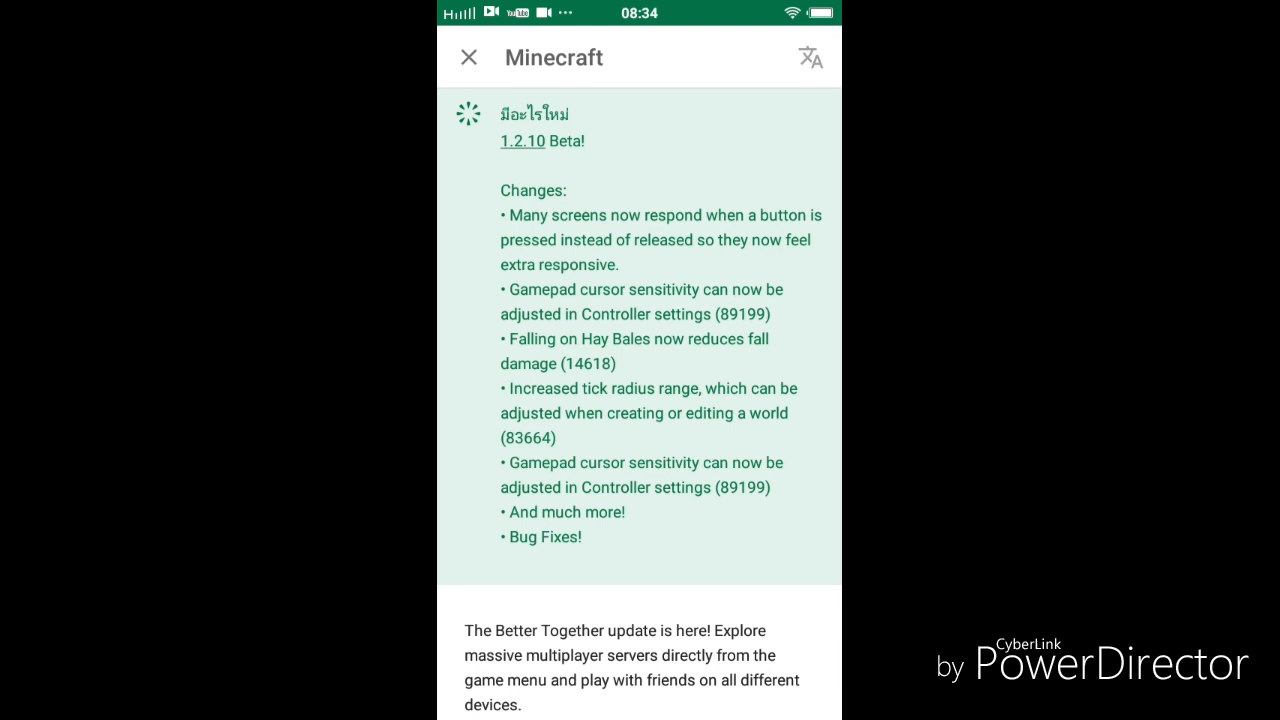 YouTube
08:34
Minecraft
มีอะไรใหม่
1.2.10 Beta!
Changes:
• Many screens now respond when a button is
pressed instead of released so they now feel
extra responsive.
• Gamepad cursor sensitivity can now be
adjusted in Controller settings (89199)
• Falling on Hay Bales now reduces fall
damage (14618)
• Increased tick radius range, which can be
adjusted when creating or editing a world
(83664)
• Gamepad cursor sensitivity can now be
adjusted in Controller settings (89199)
• And much more!
• Bug Fixes!
The Better Together update is here! Explore
massive multiplayer servers directly from the
game menu and play with friends on all different
devices.
CyberLink
by PowerDirector